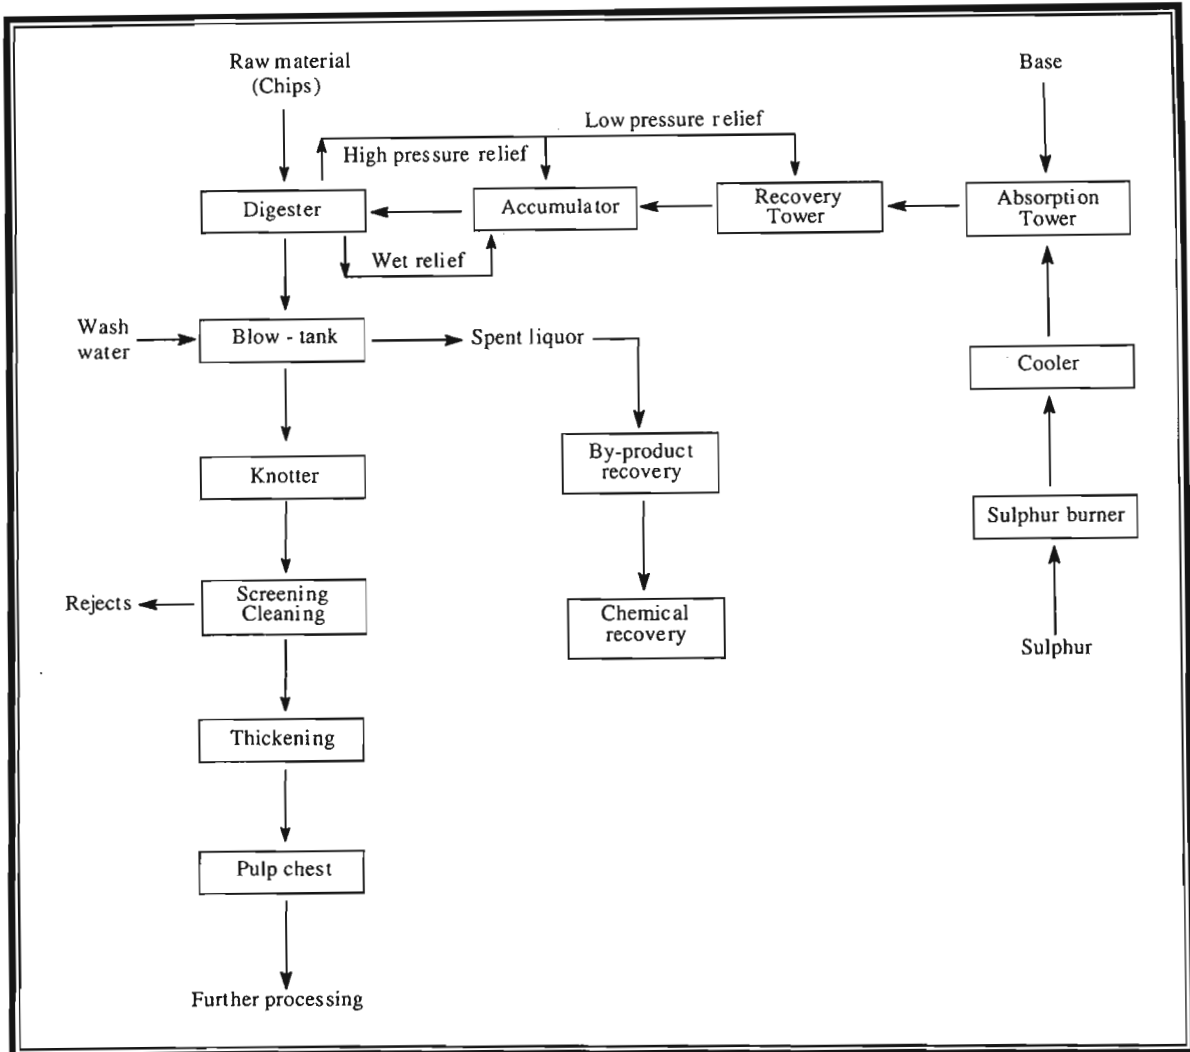 Raw material
(Chips)
Base
Low pressure relief
High pressure relief
Digester
Accumulator
Recovery
Tower
Absorption
Tower
Wet relief
Wash
water
Blow - tank
Spent liquor
Cooler
By-product
recovery
Knotter
Sulphur burner
Rejects
Screening
Cleaning
Chemical
recovery
Sulphur
Thickening
Pulp chest
Further processing